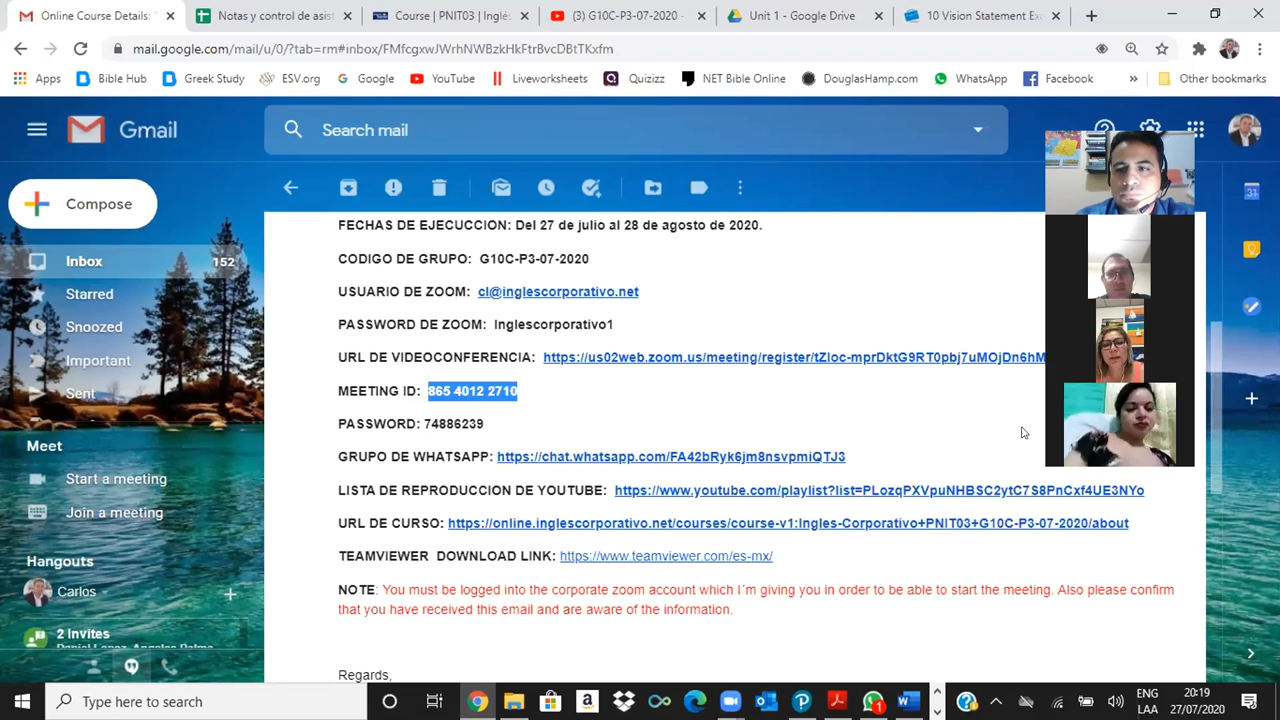 Online Course Details:
Notas y control de asist
Course | PNIT03 | Inglés
(3) G10C-P3-07-2020 -
Unit 1 - Google Drive
10 Vision Statement Ex
mail.google.com/mail/u/0/?tab=rm#inbox/FMfcgxwJWrhNWBzkHkFtrBvcDBtTKxfm
Apps Bible Hub Greek Study ESV.org Google YouTube Liveworksheets Quizizz NET Bible Online DouglasHamp.com WhatsApp Facebook » Other bookmarks
Gmail
Search mail
Compose
Inbox 152
Starred
Snoozed
Important
Sent
Meet
Start a meeting
Join a meeting
Hangouts
Carlos
2 Invites
Daniel Lopez, Angeles Palma
FECHAS DE EJECUCCION: Del 27 de julio al 28 de agosto de 2020.
CODIGO DE GRUPO: G10C-P3-07-2020
USUARIO DE ZOOM: cl@inglescorporativo.net
PASSWORD DE ZOOM: Inglescorporativo1
URL DE VIDEOCONFERENCIA: https://us02web.zoom.us/meeting/register/tZIoc-mprDktG9RT0pbj7uMOjDn6hM
MEETING ID: 865 4012 2710
PASSWORD: 74886239
GRUPO DE WHATSAPP: https://chat.whatsapp.com/FA42bRyk6jm8nsvpmiQTJ3
LISTA DE REPRODUCCION DE YOUTUBE: https://www.youtube.com/playlist?list=PLozqPXVpuNHBSC2ytC7S8PnCxf4UE3NYo
URL DE CURSO: https://online.inglescorporativo.net/courses/course-v1:Ingles-Corporativo+PNIT03+G10C-P3-07-2020/about
TEAMVIEWER DOWNLOAD LINK: https://www.teamviewer.com/es-mx/
NOTE: You must be logged into the corporate zoom account which I´m giving you in order to be able to start the meeting. Also please confirm
that you have received this email and are aware of the information.
Regards,
Type here to search
ENG
LAA
20:19
27/07/2020